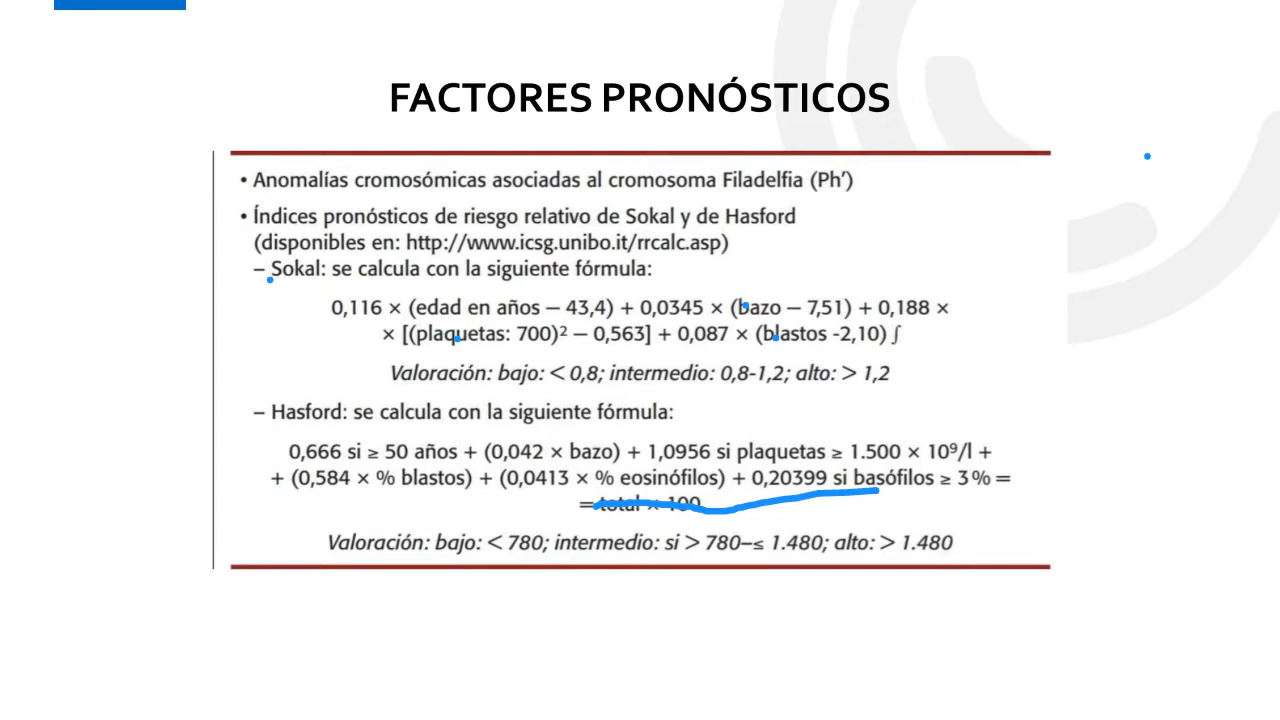 FACTORES PRONÓSTICOS
• Anomalías cromosómicas asociadas al cromosoma Filadelfia (Ph′)
• Índices pronósticos de riesgo relativo de Sokal y de Hasford
(disponibles en: http://www.icsg.unibo.it/rrcalc.asp)
– Sokal: se calcula con la siguiente fórmula:
0,116 × (edad en años – 43,4) + 0,0345 × (bazo – 7,51) + 0,188 ×
× [(plaquetas: 700)² – 0,563] + 0,087 × (blastos -2,10) ∫
Valoración: bajo: < 0,8; intermedio: 0,8-1,2; alto: > 1,2
– Hasford: se calcula con la siguiente fórmula:
0,666 si ≥ 50 años + (0,042 × bazo) + 1,0956 si plaquetas ≥ 1.500 × 10⁹/l +
+ (0,584 × % blastos) + (0,0413 × % eosinófilos) + 0,20399 si basófilos ≥ 3 % =
= total × 100
Valoración: bajo: < 780; intermedio: si > 780–≤ 1.480; alto: > 1.480